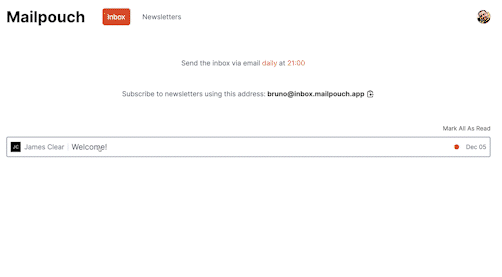 Mailpouch Inbox Newsletters
Send the inbox via email daily at 21:00
Subscribe to newsletters using this address: bruno@inbox.mailpouch.app
Mark All As Read
JC James Clear Welcome! Dec 05